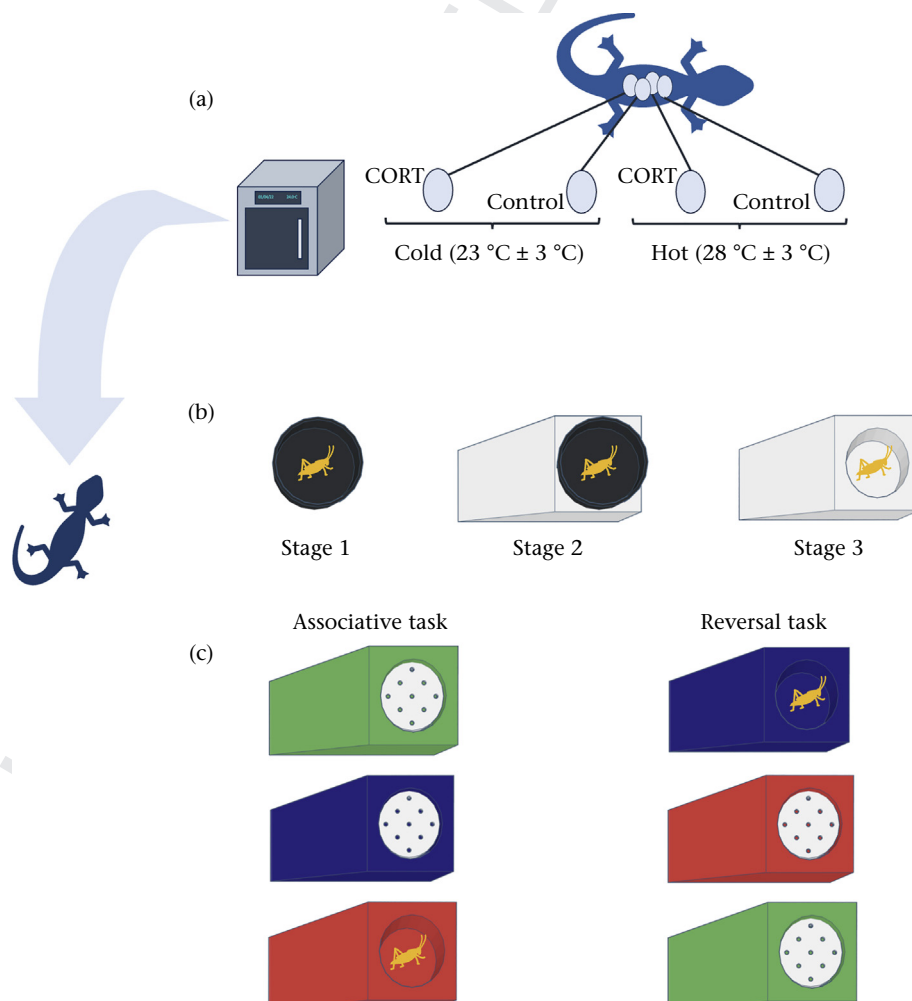 (a)
CORT
Control
CORT
Control
Cold (23 °C ± 3 °C)
Hot (28 °C ± 3 °C)
(b)
Stage 1
Stage 2
Stage 3
Associative task
Reversal task
(c)